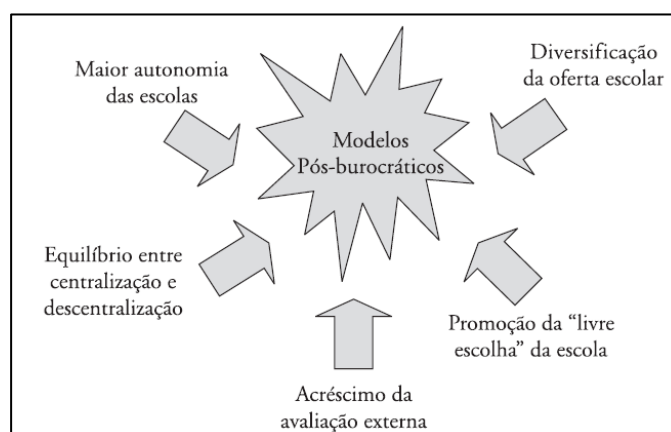 Maior autonomia
das escolas
Diversificação
da oferta escolar
Modelos
Pós-burocráticos
Equilíbrio entre
centralização e
descentralização
Promoção da “livre
escolha” da escola
Acréscimo da
avaliação externa